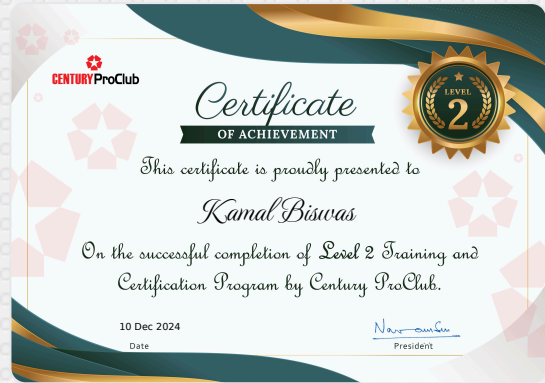 CENTURY ProClub
Certificate
OF ACHIEVEMENT
LEVEL
2
This certificate is proudly presented to
Kamal Biswas
On the successful completion of Level 2 Training and
Certification Program by Century ProClub.
10 Dec 2024
Date
President